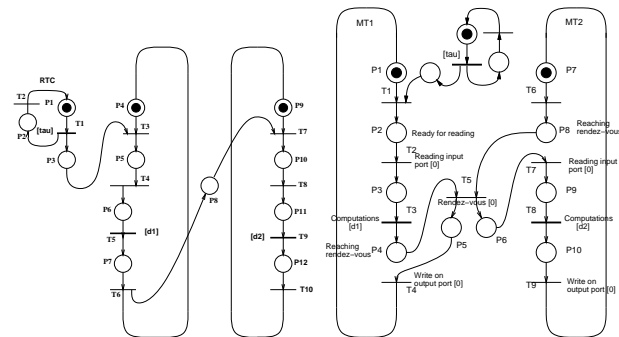 RTC
T2
P1
[tau]
T1
P2
P3
P4
T3
P5
T4
P6
T5
[d1]
P7
T6
P8
P9
T7
P10
T8
P11
[d2]
T9
P12
T10
MT1
[tau]
P1
T1
P2
Ready for reading
T2
Reading input
port [0]
P3
T3
Computations
[d1]
Reaching
rendez-vous
P4
T5
Rendez-vous [0]
P5
P6
Write on
output port [0]
T4
MT2
P7
T6
P8
Reaching
rendez-vous
T7
Reading input
port [0]
P9
T8
Computations
[d2]
P10
T9
Write on
output port [0]